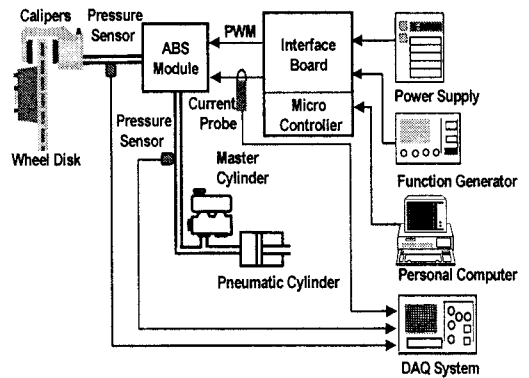 Calipers
Pressure
Sensor
ABS
Module
PWM
Interface
Board
Micro
Controller
Power Supply
Current
Probe
Pressure
Sensor
Wheel Disk
Master
Cylinder
Function Generator
Pneumatic Cylinder
Personal Computer
DAQ System